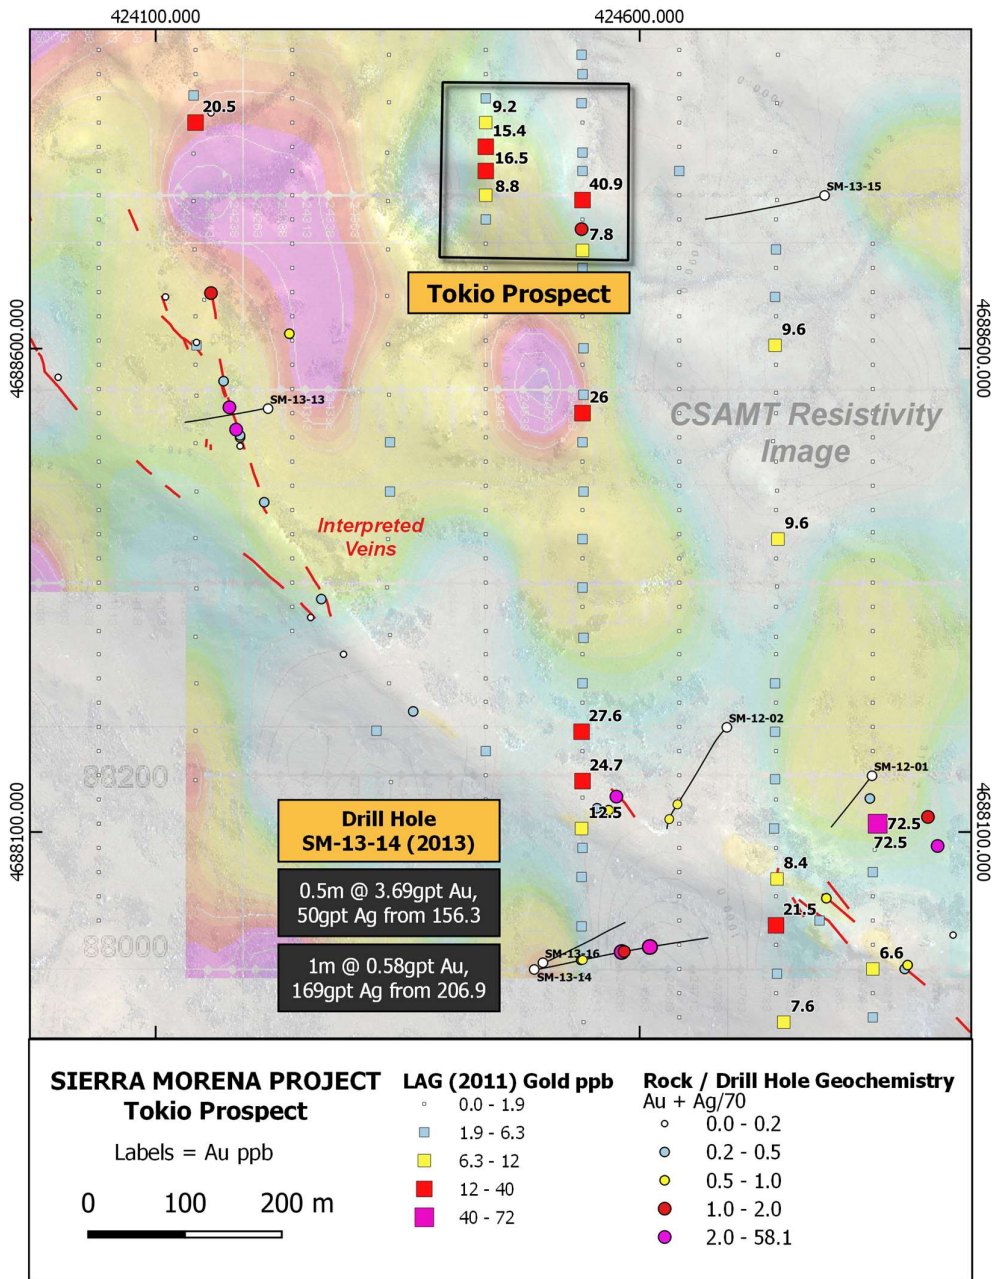 424100.000
424600.000
20.5
9.2
15.4
16.5
8.8
40.9
7.8
SM-13-15
Tokio Prospect
4688600.000
4688600.000
9.6
SM-13-13
26
CSAMT Resistivity
Image
Interpreted
Veins
9.6
27.6
SM-12-02
24.7
SM-12-01
88200
12.5
72.5
72.5
4688100.000
4688100.000
Drill Hole
SM-13-14 (2013)
8.4
0.5m @ 3.69gpt Au,
50gpt Ag from 156.3
21.5
88000
1m @ 0.58gpt Au,
169gpt Ag from 206.9
SM-13-16
SM-13-14
6.6
7.6
SIERRA MORENA PROJECT
Tokio Prospect
Labels = Au ppb
0 100 200 m
LAG (2011) Gold ppb
0.0 - 1.9
1.9 - 6.3
6.3 - 12
12 - 40
40 - 72
Rock / Drill Hole Geochemistry
Au + Ag/70
0.0 - 0.2
0.2 - 0.5
0.5 - 1.0
1.0 - 2.0
2.0 - 58.1